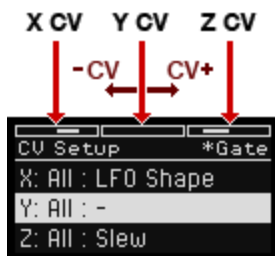 X CV Y CV Z CV
-CV CV+
CV Setup *Gate
X: All : LFO Shape
Y: All : -
Z: All : Slew